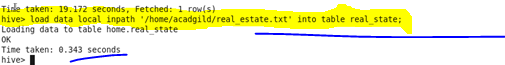 Time taken: 19.172 seconds, Fetched: 1 row(s)
hive> load data local inpath '/home/acadgild/real_estate.txt' into table real_state;
Loading data to table home.real_state
OK
Time taken: 0.343 seconds
hive>